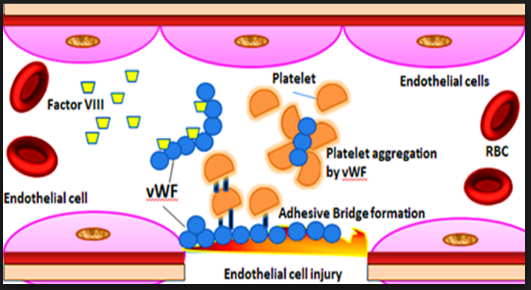 Platelet
Endothelial cells
Factor VIII
RBC
Platelet aggregation
by vWF
Endothelial cell
vWF
Adhesive Bridge formation
Endothelial cell injury